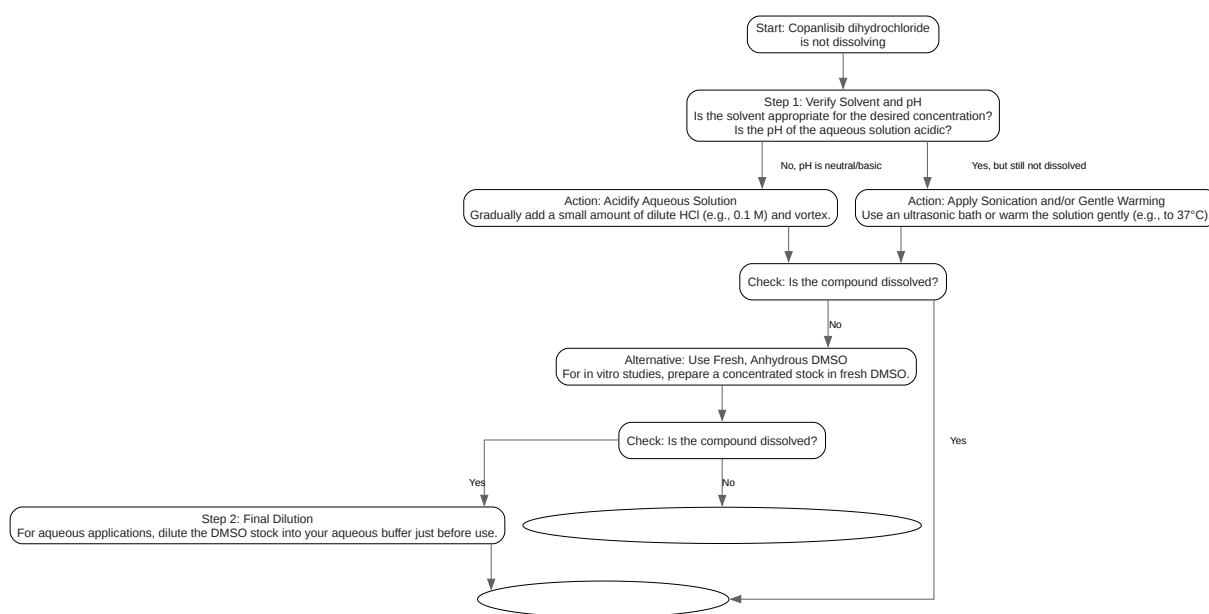 Start: Copanlisib dihydrochloride
is not dissolving
Step 1: Verify Solvent and pH
Is the solvent appropriate for the desired concentration?
Is the pH of the aqueous solution acidic?
No, pH is neutral/basic
Yes, but still not dissolved
Action: Acidify Aqueous Solution
Gradually add a small amount of dilute HCl (e.g., 0.1 M) and vortex.
Action: Apply Sonication and/or Gentle Warming
Use an ultrasonic bath or warm the solution gently (e.g., to 37°C)
Check: Is the compound dissolved?
No
Alternative: Use Fresh, Anhydrous DMSO
For in vitro studies, prepare a concentrated stock in fresh DMSO.
Check: Is the compound dissolved?
Yes
Yes
No
Step 2: Final Dilution
For aqueous applications, dilute the DMSO stock into your aqueous buffer just before use.